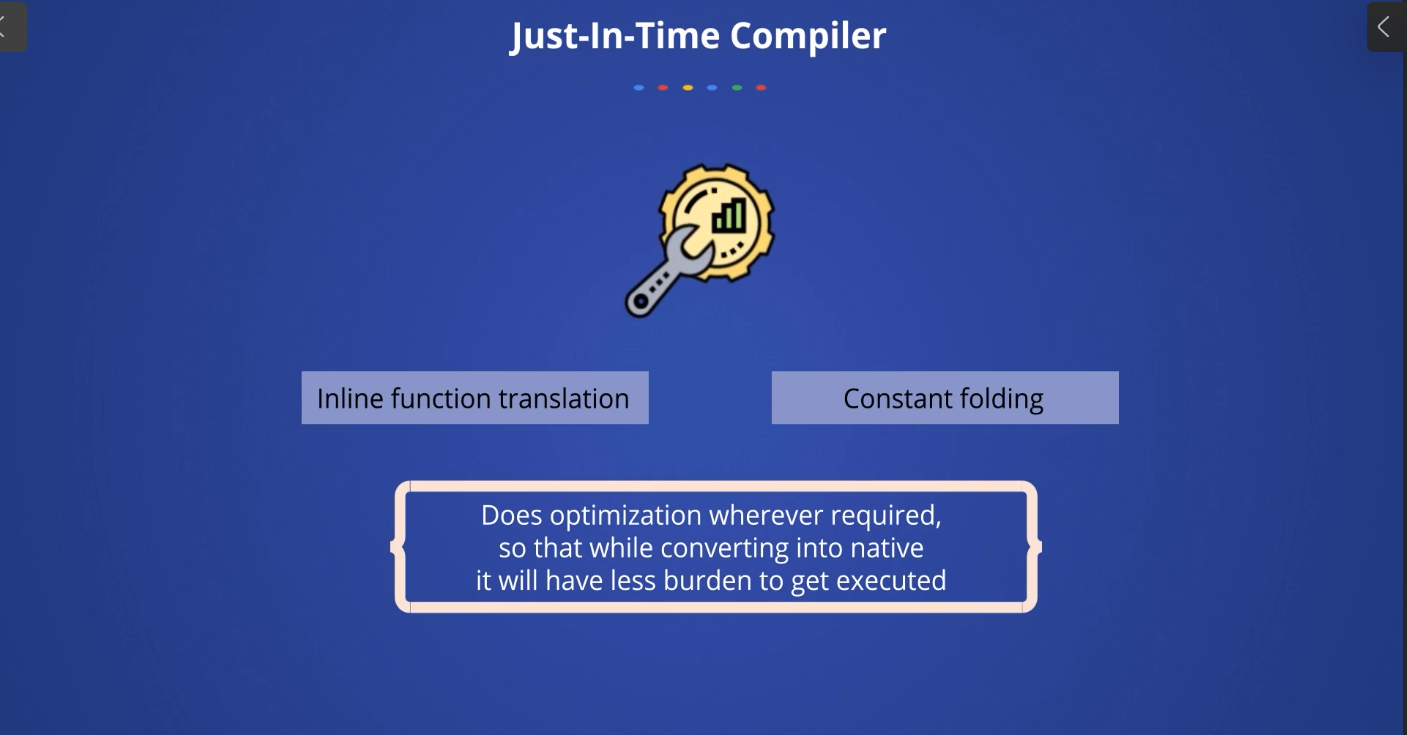 Just-In-Time Compiler
Inline function translation
Constant folding
Does optimization wherever required,
so that while converting into native
it will have less burden to get executed